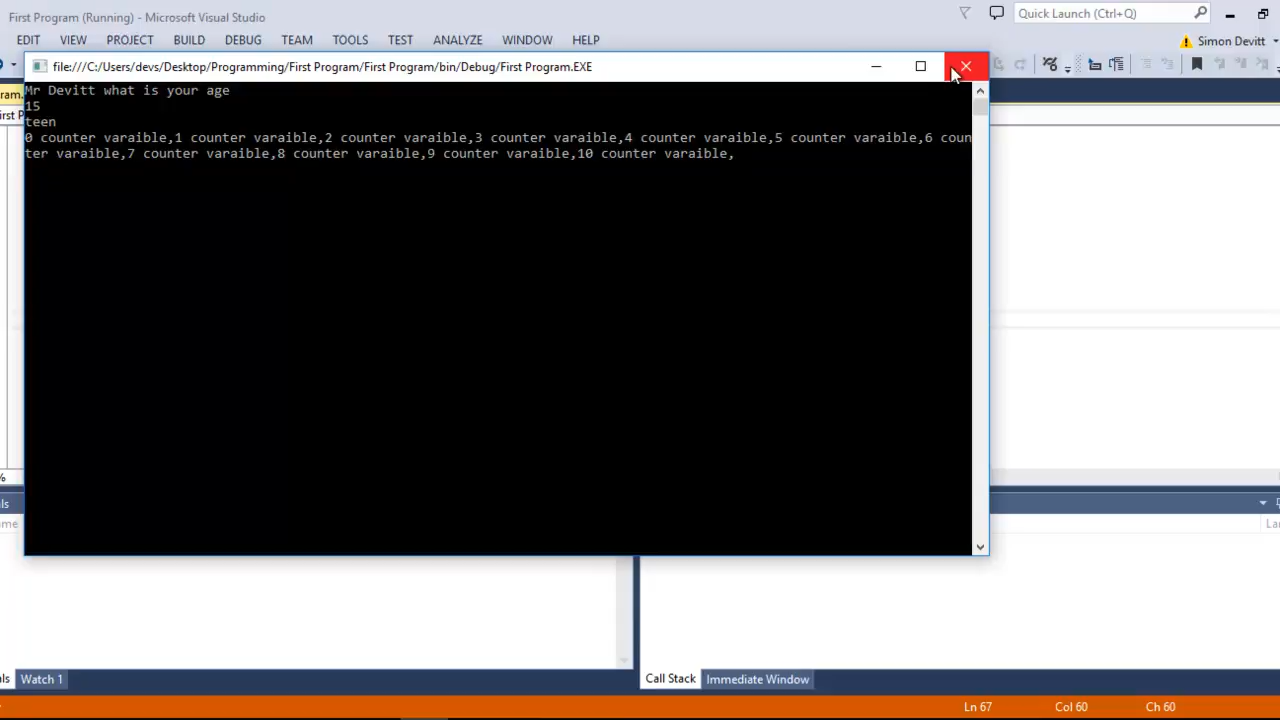 First Program (Running) - Microsoft Visual Studio
Quick Launch (Ctrl+Q)
EDIT VIEW PROJECT BUILD DEBUG TEAM TOOLS TEST ANALYZE WINDOW HELP
Simon Devitt
file:///C:/Users/devs/Desktop/Programming/First Program/First Program/bin/Debug/First Program.EXE
Mr Devitt what is your age
15
teen
0 counter varaible,1 counter varaible,2 counter varaible,3 counter varaible,4 counter varaible,5 counter varaible,6 coun
ter varaible,7 counter varaible,8 counter varaible,9 counter varaible,10 counter varaible,
Watch 1
Call Stack Immediate Window
Ln 67 Col 60 Ch 60